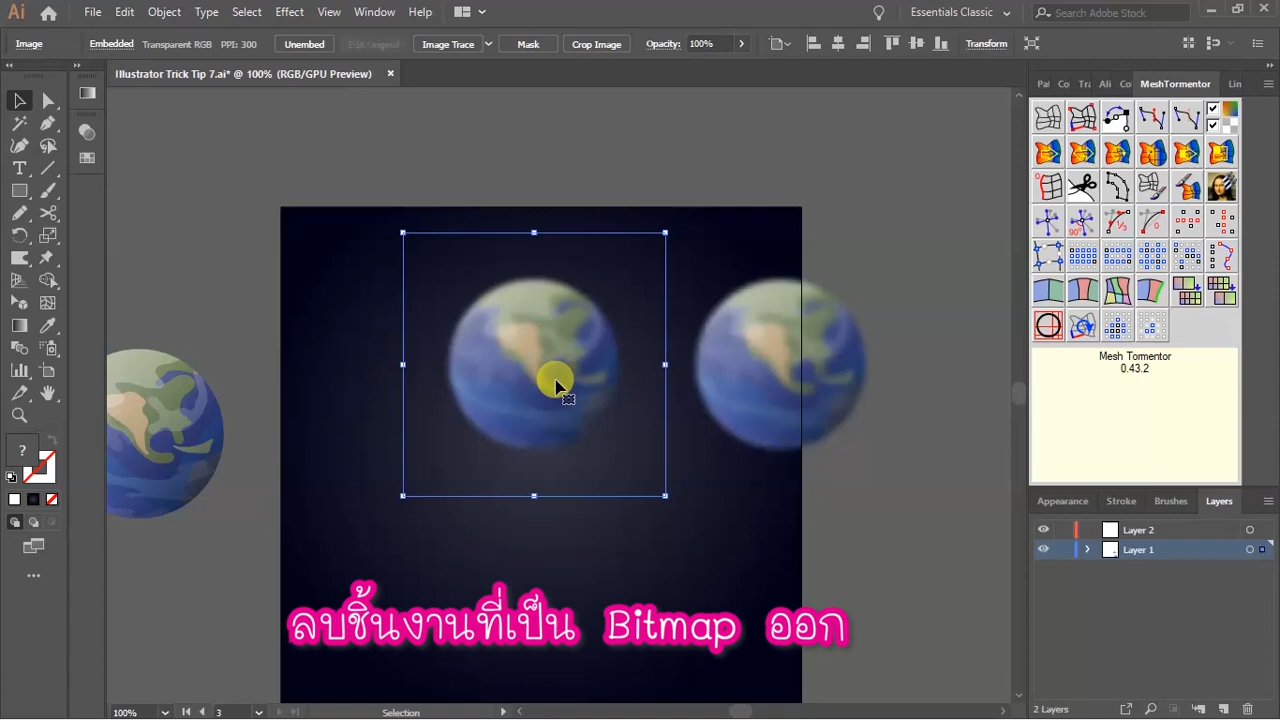 Ai File Edit Object Type Select Effect View Window Help Essentials Classic Search Adobe Stock
Image Embedded Transparent RGB PPI: 300 Unembed Edit Original Image Trace Mask Crop Image Opacity: 100% Transform
Illustrator Trick Tip 7.ai* @ 100% (RGB/GPU Preview)
MeshTormentor
Mesh Tormentor
0.43.2
ลบชิ้นงานที่เป็น Bitmap ออก
Appearance Stroke Brushes Layers
Layer 2
Layer 1
100% 3 Selection 2 Layers